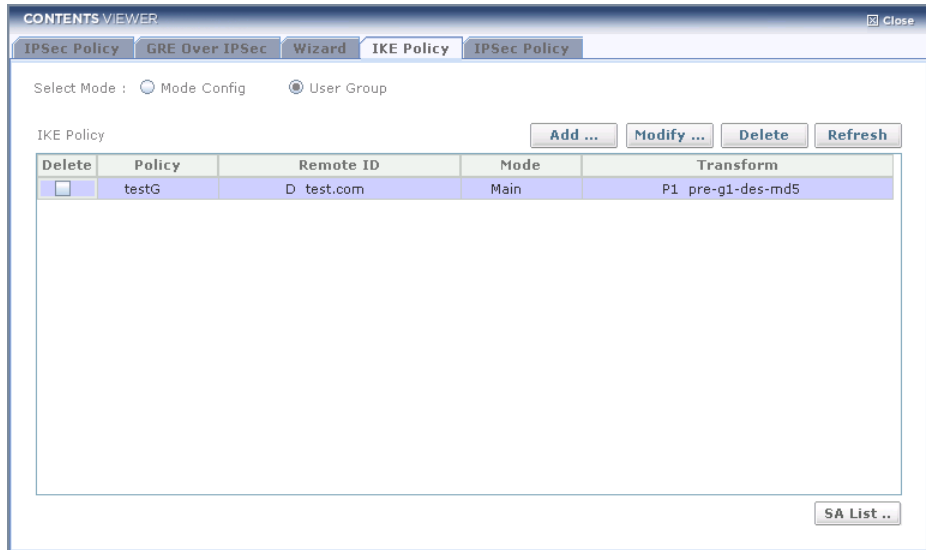 CONTENTS VIEWER Close
IPSec Policy GRE Over IPSec Wizard IKE Policy IPSec Policy
Select Mode : Mode Config User Group
IKE Policy Add ... Modify ... Delete Refresh
Delete Policy Remote ID Mode Transform
testG D test.com Main P1 pre-g1-des-md5
SA List ..